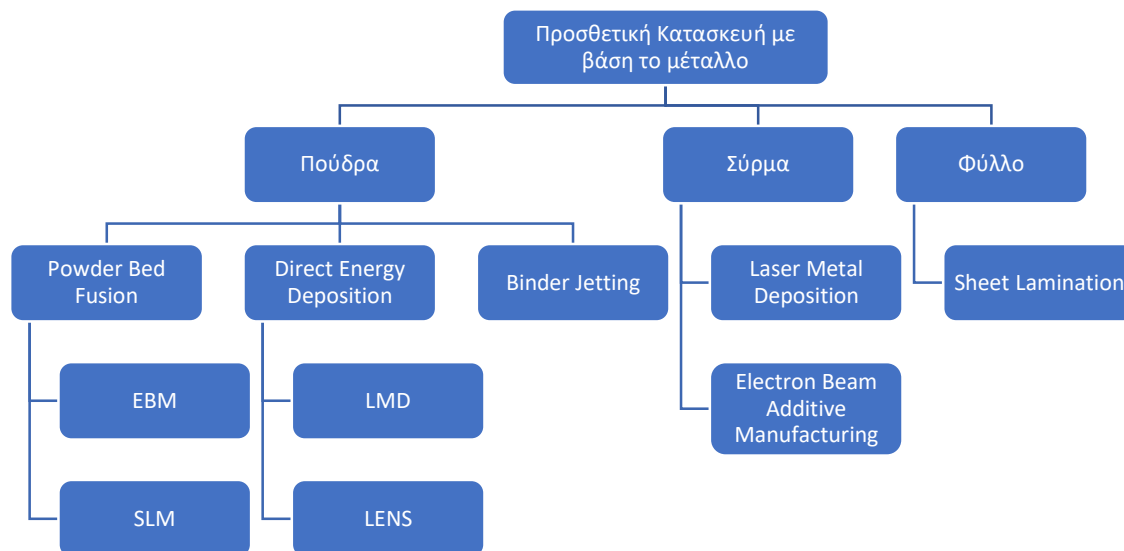 Προσθετική Κατασκευή με
βάση το μέταλλο
Πούδρα
Σύρμα
Φύλλο
Powder Bed
Fusion
Direct Energy
Deposition
Binder Jetting
Laser Metal
Deposition
Sheet Lamination
EBM
LMD
Electron Beam
Additive
Manufacturing
SLM
LENS